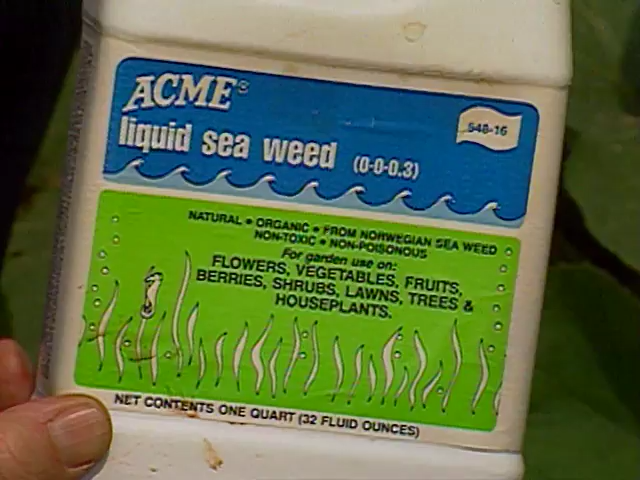 ACME®
liquid sea weed (0-0-0.3)
548-16
NATURAL • ORGANIC • FROM NORWEGIAN SEA WEED
NON-TOXIC • NON-POISONOUS
For garden use on:
FLOWERS, VEGETABLES, FRUITS,
BERRIES, SHRUBS, LAWNS, TREES &
HOUSEPLANTS.
NET CONTENTS ONE QUART (32 FLUID OUNCES)